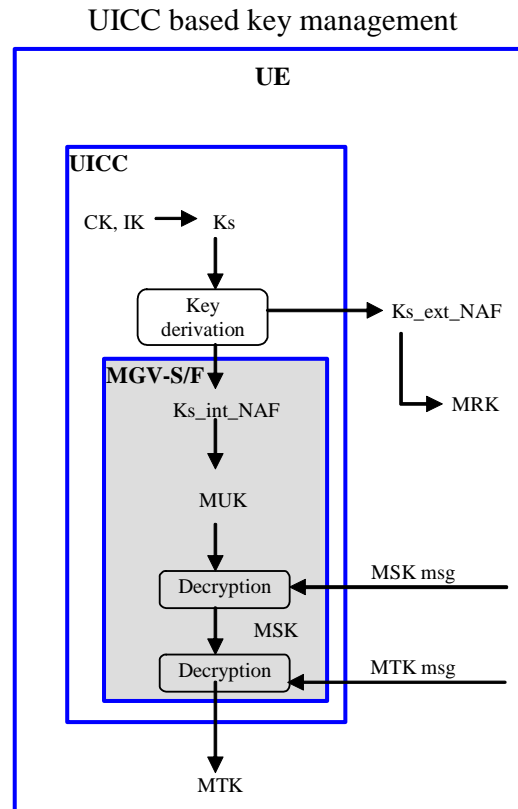 UICC based key management
UE
UICC
CK, IK
Ks
Key
derivation
Ks_ext_NAF
MGV-S/F
Ks_int_NAF
MRK
MUK
Decryption
MSK msg
MSK
Decryption
MTK msg
MTK